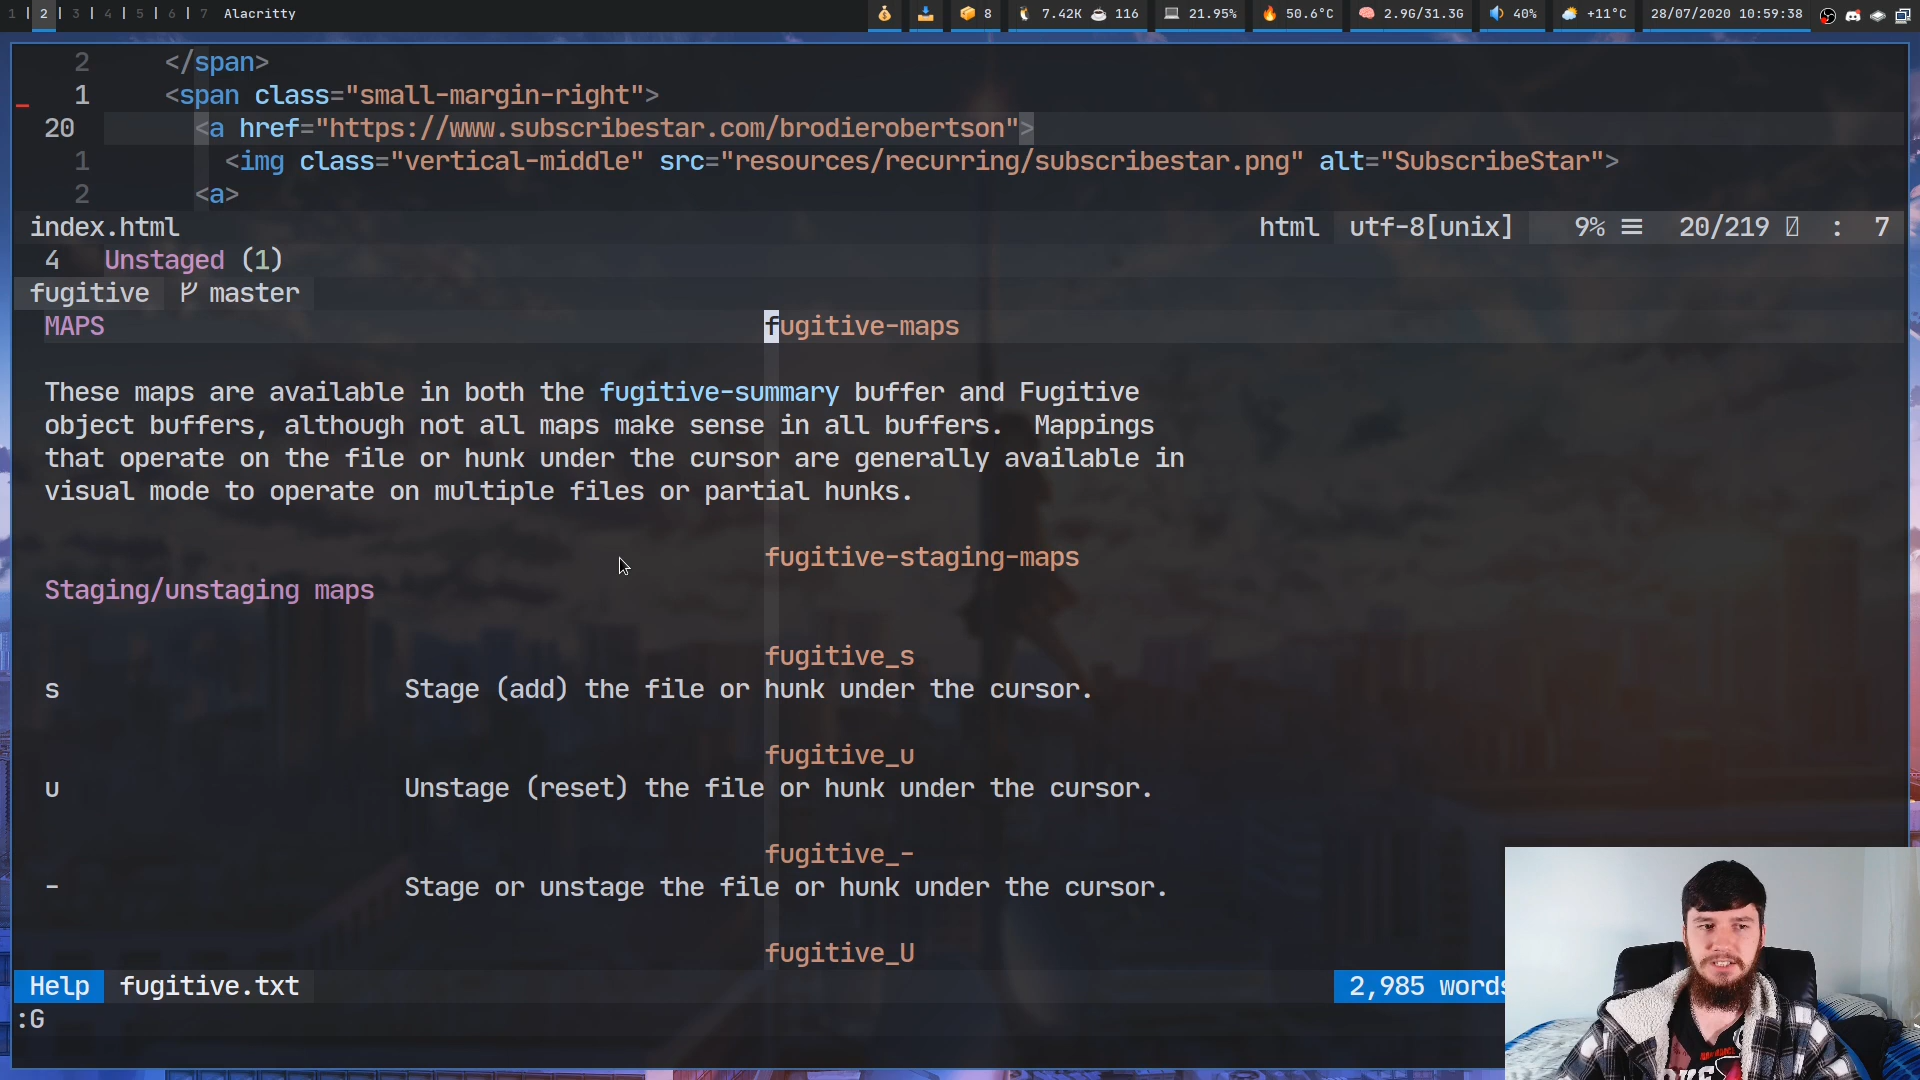 1 | 2 | 3 | 4 | 5 | 6 | 7 Alacritty 8 7.42K 116 21.95% 50.6°C 2.9G/31.3G 40% +11°C 28/07/2020 10:59:38
2 </span>
1 <span class="small-margin-right">
20 <a href="https://www.subscribestar.com/brodierobertson">
1 <img class="vertical-middle" src="resources/recurring/subscribestar.png" alt="SubscribeStar">
2 <a>
index.html html utf-8[unix] 9% ☰ 20/219 : 7
4 Unstaged (1)
fugitive master
MAPS fugitive-maps
These maps are available in both the fugitive-summary buffer and Fugitive
object buffers, although not all maps make sense in all buffers. Mappings
that operate on the file or hunk under the cursor are generally available in
visual mode to operate on multiple files or partial hunks.
fugitive-staging-maps
Staging/unstaging maps
fugitive_s
s Stage (add) the file or hunk under the cursor.
fugitive_u
u Unstage (reset) the file or hunk under the cursor.
fugitive_-
- Stage or unstage the file or hunk under the cursor.
fugitive_U
Help fugitive.txt 2,985 words
:G